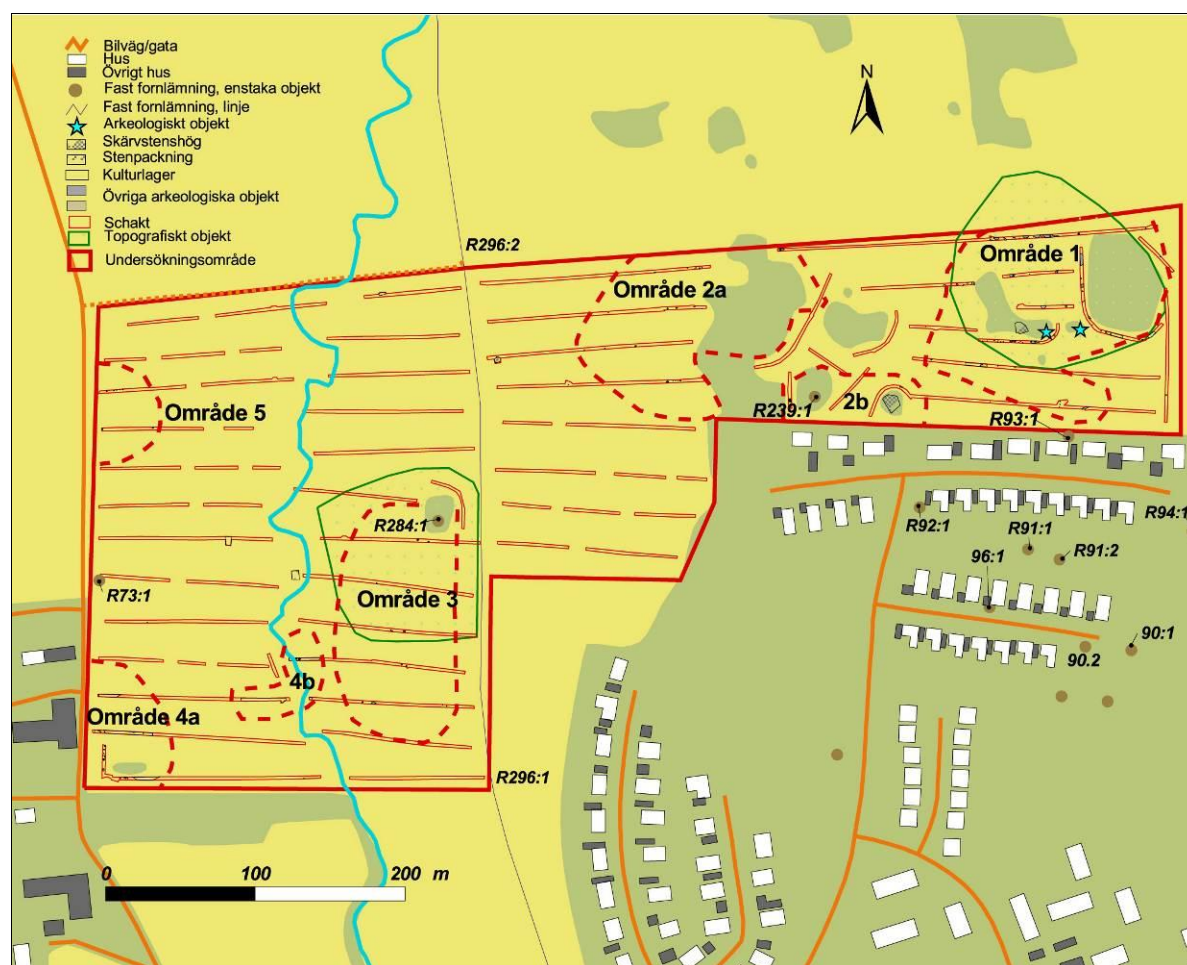 Bilväg/gata
Hus
Övrigt hus
Fast fornlämning, enstaka objekt
Fast fornlämning, linje
Arkeologiskt objekt
Skärvstenshög
Stenpackning
Kulturlager
Övriga arkeologiska objekt
Schakt
Topografiskt objekt
Undersökningsområde
N
R296:2
Område 1
Område 2a
Område 5
R239:1
2b
R93:1
R284:1
R92:1
R94:1
R91:1
R91:2
96:1
R73:1
Område 3
90:1
90.2
4b
Område 4a
R296:1
0 100 200 m